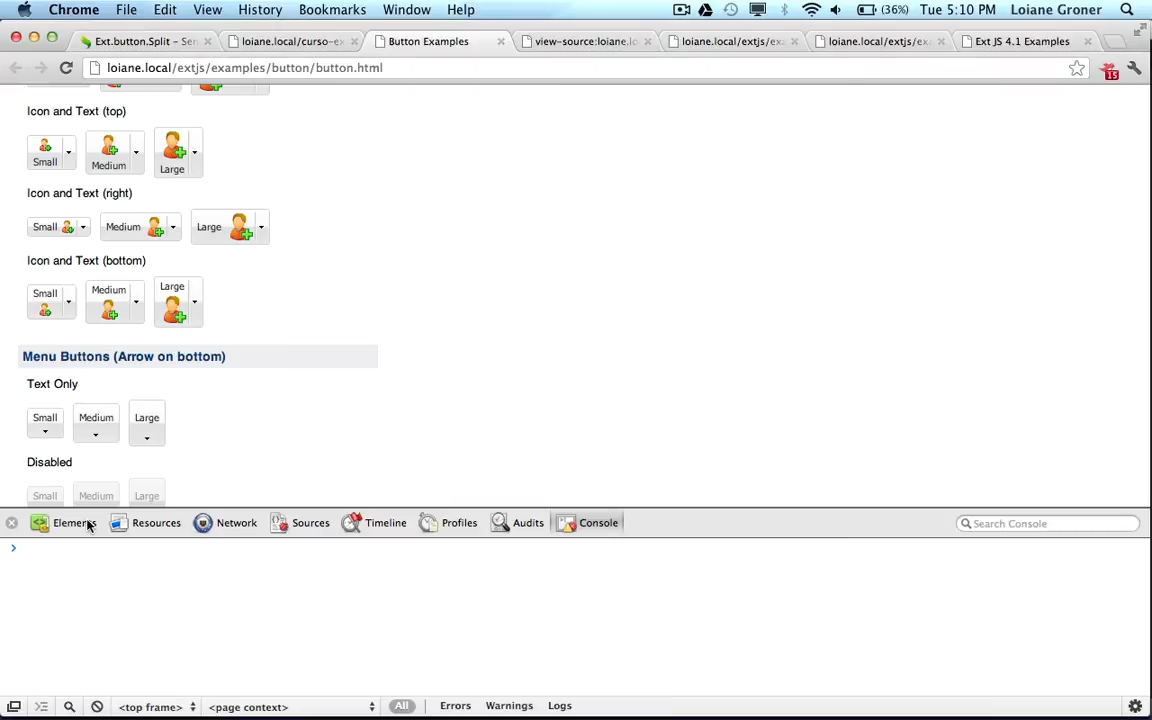 Chrome File Edit View History Bookmarks Window Help (36%) Tue 5:10 PM Loiane Groner
Ext.button.Split – Sen loiane.local/curso-ex Button Examples view-source:loiane.lo loiane.local/extjs/exa loiane.local/extjs/exa Ext JS 4.1 Examples
loiane.local/extjs/examples/button/button.html 15
Icon and Text (top)
Small Medium Large
Icon and Text (right)
Small Medium Large
Icon and Text (bottom)
Small Medium Large
Menu Buttons (Arrow on bottom)
Text Only
Small Medium Large
Disabled
Small Medium Large
Elements Resources Network Sources Timeline Profiles Audits Console Search Console
<top frame> <page context> All Errors Warnings Logs